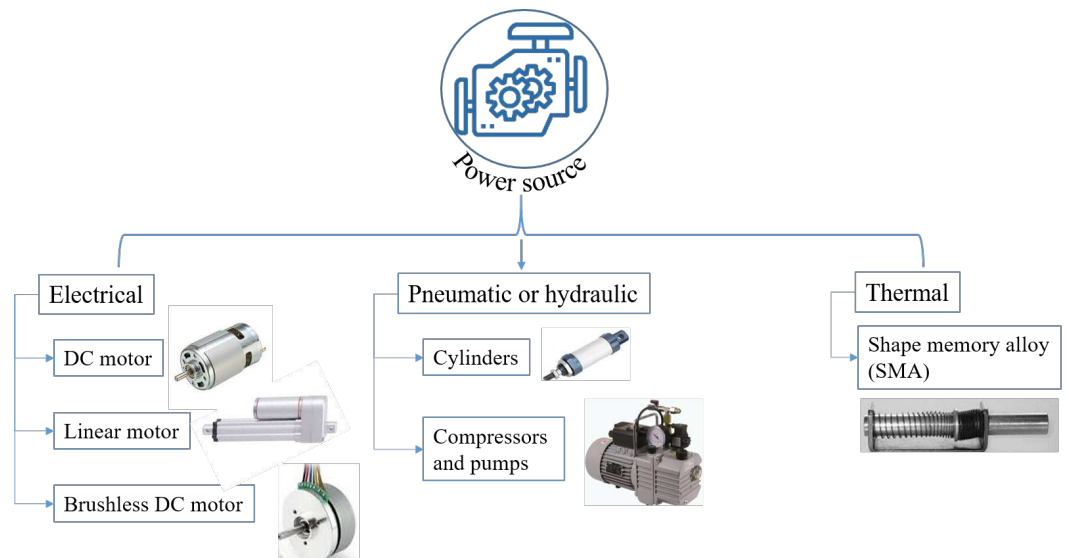 Power source
Electrical
DC motor
Linear motor
Brushless DC motor
Pneumatic or hydraulic
Cylinders
Compressors
and pumps
Thermal
Shape memory alloy
(SMA)